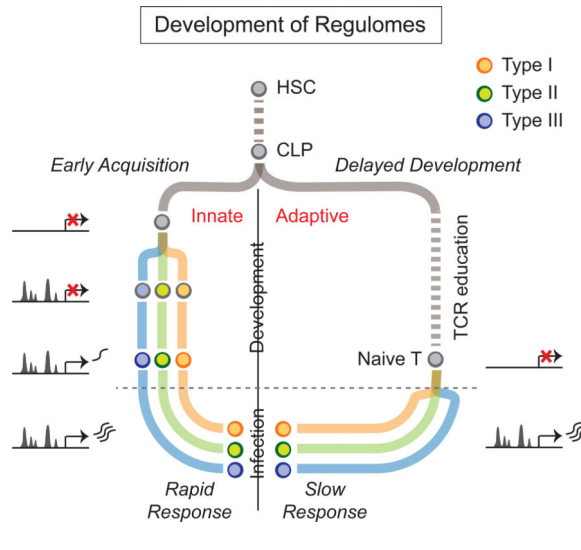 Development of Regulomes
Type I
Type II
Type III
HSC
CLP
Early Acquisition
Delayed Development
Innate
Adaptive
Development
TCR education
Naive T
Infection
Rapid
Response
Slow
Response